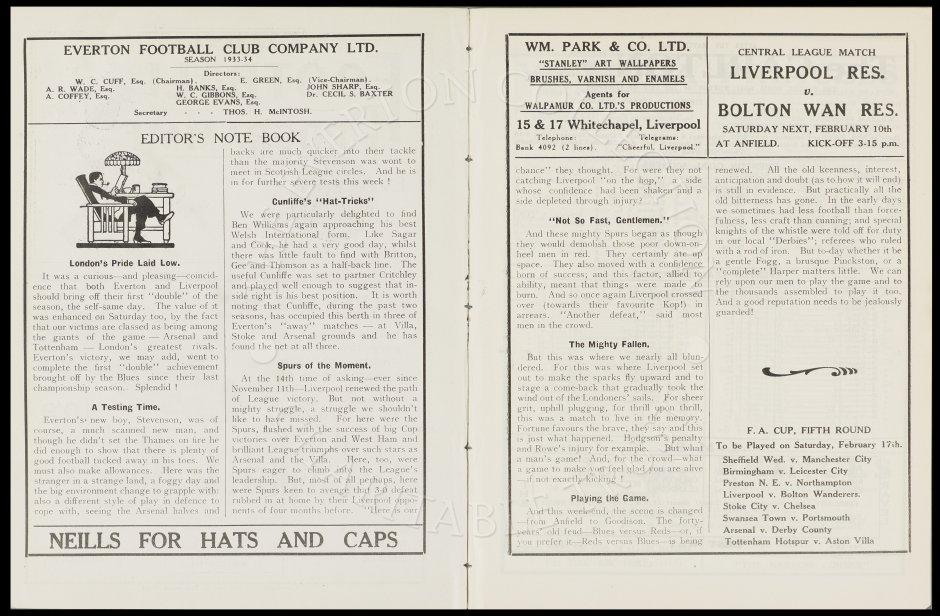 EVERTON FOOTBALL CLUB COMPANY LTD.
SEASON 1933-34
Directors:
W. C. CUFF, Esq. (Chairman). E. GREEN, Esq. (Vice-Chairman).
A. R. WADE, Esq. H. BANKS, Esq. JOHN SHARP, Esq.
A. COFFEY, Esq. W. C. GIBBONS, Esq. Dr. CECIL S. BAXTER
GEORGE EVANS, Esq.
Secretary - - - THOS. H. McINTOSH.
EDITOR'S NOTE BOOK
London's Pride Laid Low.
It was a curious—and pleasing—coincid-
ence that both Everton and Liverpool
should bring off their first "double" of the
season, the self-same day. The value of it
was enhanced on Saturday too, by the fact
that our victims are classed as being among
the giants of the game — Arsenal and
Tottenham — London's greatest rivals.
Everton's victory, we may add, went to
complete the first "double" achievement
brought off by the Blues since their last
championship season. Splendid !
A Testing Time.
Everton's new boy, Stevenson, was of
course, a much scanned new man, and
though he didn't set the Thames on fire he
did enough to show that there is plenty of
good football tucked away in his toes. We
must also make allowances. Here was the
stranger in a strange land, a foggy day and
the big environment change to grapple with;
also a different style of play in defence to
cope with, seeing the Arsenal halves and
backs are much quicker into their tackle
than the majority Stevenson was wont to
meet in Scottish League circles. And he is
in for further severe tests this week !
Cunliffe's "Hat-Tricks"
We were particularly delighted to find
Ben Williams again approaching his best
Welsh International form. Like Sagar
and Cook, he had a very good day, whilst
there was little fault to find with Britton,
Gee and Thomson as a half-back line. The
useful Cunliffe was set to partner Critchley
and played well enough to suggest that in-
side right is his best position. It is worth
noting that Cunliffe, during the past two
seasons, has occupied this berth in three of
Everton's "away" matches — at Villa,
Stoke and Arsenal grounds and he has
found the net at all three.
Spurs of the Moment.
At the 14th time of asking—ever since
November 11th—Liverpool renewed the path
of League victory. But not without a
mighty struggle, a struggle we shouldn't
like to have missed. For here were the
Spurs, flushed with the success of big Cup
victories over Everton and West Ham and
brilliant League triumphs over such stars as
Arsenal and the Villa. Here, too, were
Spurs eager to climb into the League's
leadership. But, most of all perhaps, here
were Spurs keen to avenge that 3-0 defeat
rubbed in at home by their Liverpool oppo-
nents of four months before. "Here is our
NEILLS FOR HATS AND CAPS
WM. PARK & CO. LTD.
"STANLEY" ART WALLPAPERS
BRUSHES, VARNISH AND ENAMELS
Agents for
WALPAMUR CO. LTD.'S PRODUCTIONS
15 & 17 Whitechapel, Liverpool
Telephone: Telegrams:
Bank 4092 (2 lines). "Cheerful, Liverpool."
CENTRAL LEAGUE MATCH
LIVERPOOL RES.
v.
BOLTON WAN RES.
SATURDAY NEXT, FEBRUARY 10th
AT ANFIELD. KICK-OFF 3-15 p.m.
chance" they thought. For were they not
catching Liverpool "on the hop," a side
whose confidence had been shaken and a
side depleted through injury?
"Not So Fast, Gentlemen."
And these mighty Spurs began as though
they would demolish those poor down-on-
heel men in red. They certainly ate up
space. They also moved with a confidence
born of success; and this factor, allied to
ability, meant that things were made to
burn. And so once again Liverpool crossed
over (towards their favourite Kop!) in
arrears. "Another defeat," said most
men in the crowd.
The Mighty Fallen.
But this was where we nearly all blun-
dered. For this was where Liverpool set
out to make the sparks fly upward and to
stage a come-back that gradually took the
wind out of the Londoners' sails. For sheer
grit, uphill plugging, for thrill upon thrill,
this was a match to live in the memory.
Fortune favours the brave, they say and this
is just what happened. Hodgson's penalty
and Rowe's injury for example. But what
a man's game! And, for the crowd—what
a game to make you feel glad you are alive
—if not exactly kicking !
Playing the Game.
And this week-end, the scene is changed
—from Anfield to Goodison. The forty-
years' old feud—Blues versus Reds—or, if
you prefer it—Reds versus Blues—is being
renewed. All the old keenness, interest,
anticipation and doubt (as to how it will end)
is still in evidence. But practically all the
old bitterness has gone. In the early days
we sometimes had less football than force-
fulness, less craft than cunning; and special
knights of the whistle were told off for duty
in our local "Derbies"; referees who ruled
with a rod of iron. But to-day whether it be
a gentle Fogg, a brusque Pinckston, or a
"complete" Harper matters little. We can
rely upon our men to play the game and to
the thousands assembled to play it too.
And a good reputation needs to be jealously
guarded!
F. A. CUP, FIFTH ROUND
To be Played on Saturday, February 17th.
Sheffield Wed. v. Manchester City
Birmingham v. Leicester City
Preston N. E. v. Northampton
Liverpool v. Bolton Wanderers.
Stoke City v. Chelsea
Swansea Town v. Portsmouth
Arsenal v. Derby County
Tottenham Hotspur v. Aston Villa